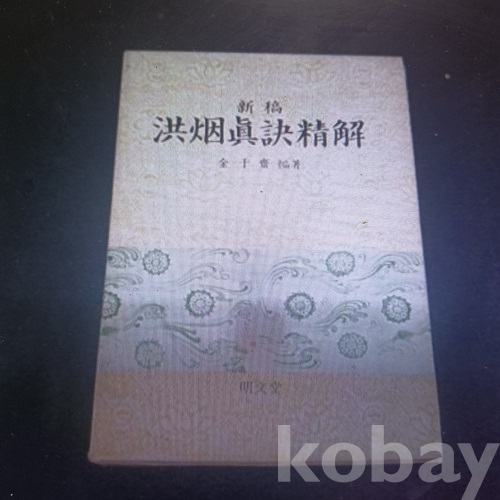 新稿
洪烟眞訣精解
金于齋 編著
明文堂
kobay